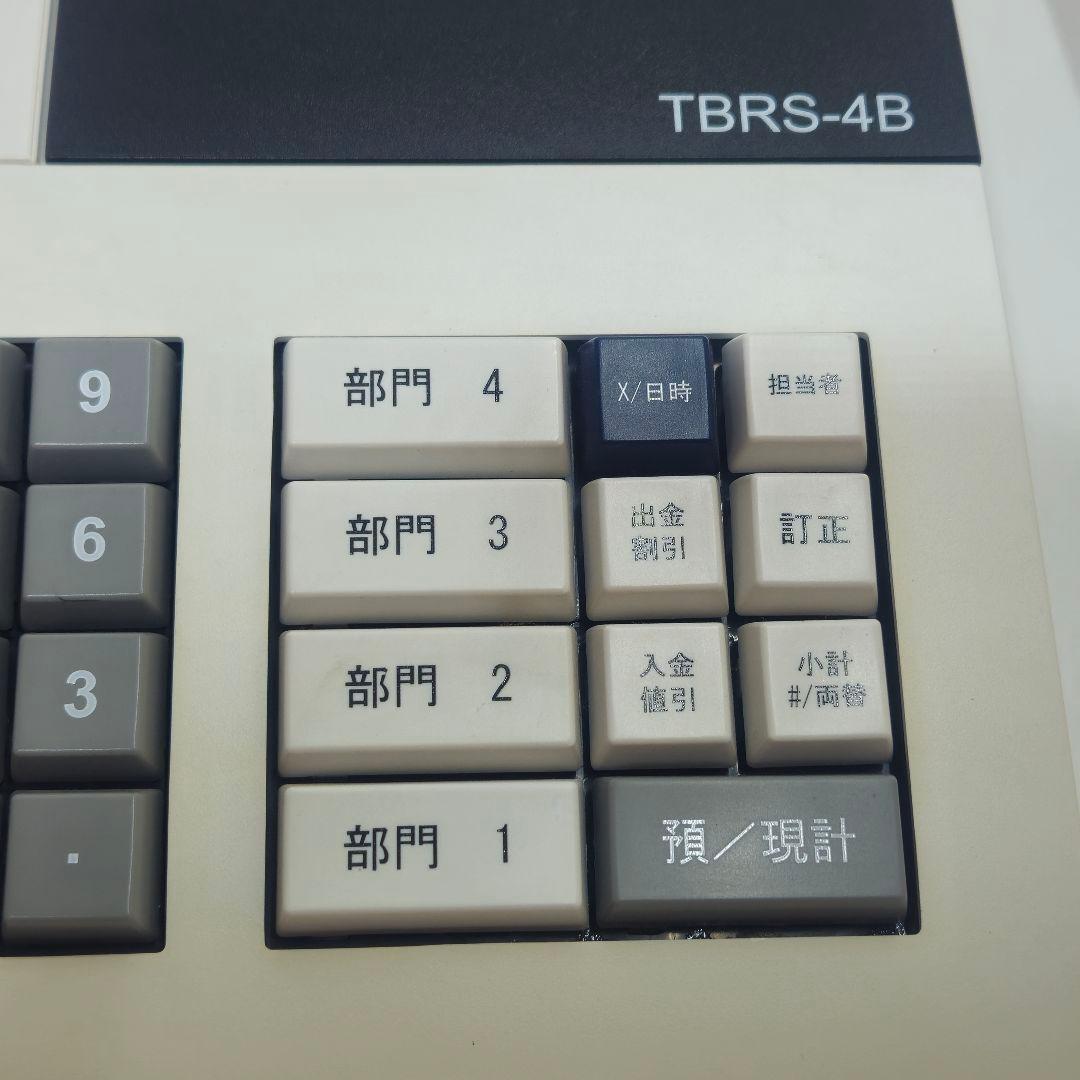 TBRS-4B
9
6
3
.
部門 4
部門 3
部門 2
部門 1
X/日時
担当者
出金
割引
訂正
入金
値引
小計
#/両替
預/現計